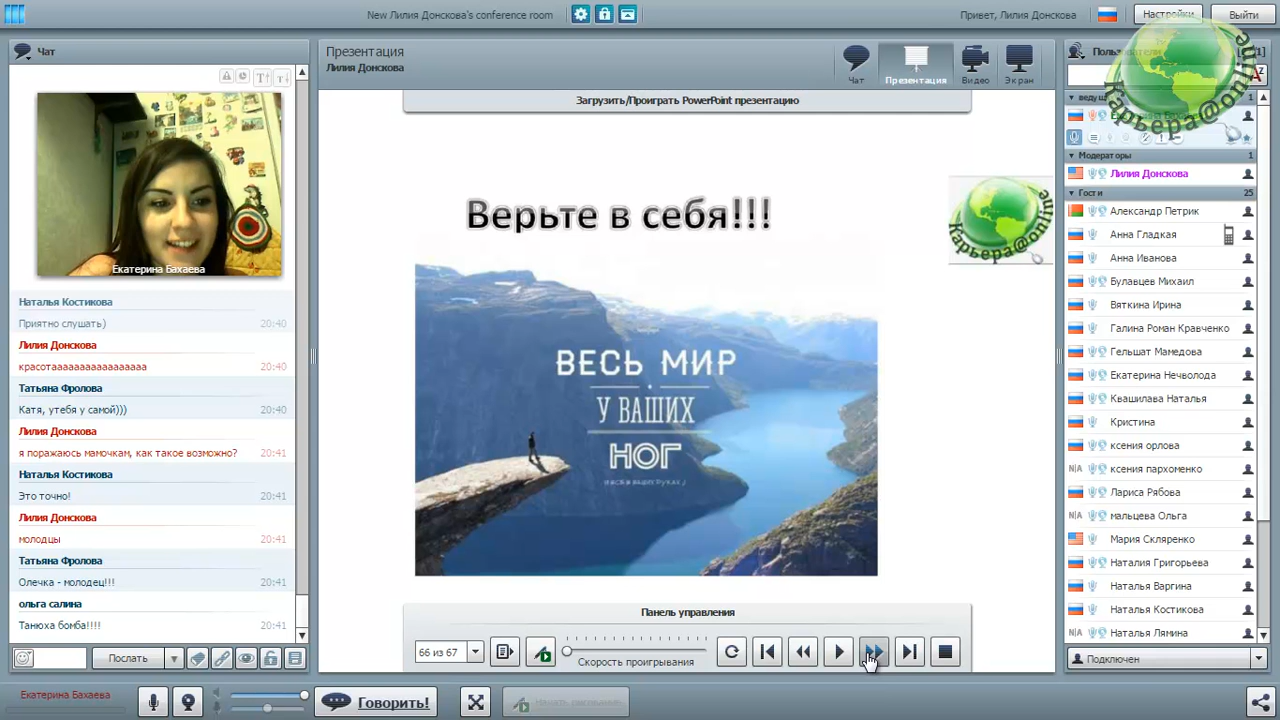 New Лилия Донскова's conference room
Привет, Лилия Донскова
Настройки
Выйти
Чат
Екатерина Бахаева
Наталья Костикова
Приятно слушать)
20:40
Лилия Донскова
красотааааааааааааааааа
20:40
Татьяна Фролова
Катя, утебя у самой)))
20:40
Лилия Донскова
я поражаюсь мамочкам, как такое возможно?
20:41
Наталья Костикова
Это точно!
20:41
Лилия Донскова
молодцы
20:41
Татьяна Фролова
Олечка - молодец!!!
20:41
ольга салина
Танюха бомба!!!!
20:41
Послать
Презентация
Лилия Донскова
Чат
Презентация
Видео
Экран
Загрузить/Проиграть PowerPoint презентацию
Верьте в себя!!!
Карьера@online
ВЕСЬ МИР
У ВАШИХ
НОГ
Панель управления
66 из 67
Скорость проигрывания
Карьера@online
Модераторы
1
Лилия Донскова
Гости
25
Александр Петрик
Анна Гладкая
Анна Иванова
Булавцев Михаил
Вяткина Ирина
Галина Роман Кравченко
Гельшат Мамедова
Екатерина Нечволода
Квашилава Наталья
Кристина
ксения орлова
N\A
ксения пархоменко
Лариса Рябова
N\A
мальцева Ольга
Мария Скляренко
Наталия Григорьева
Наталья Варгина
Наталья Костикова
Наталья Лямина
Подключен
Екатерина Бахаева
Говорить!